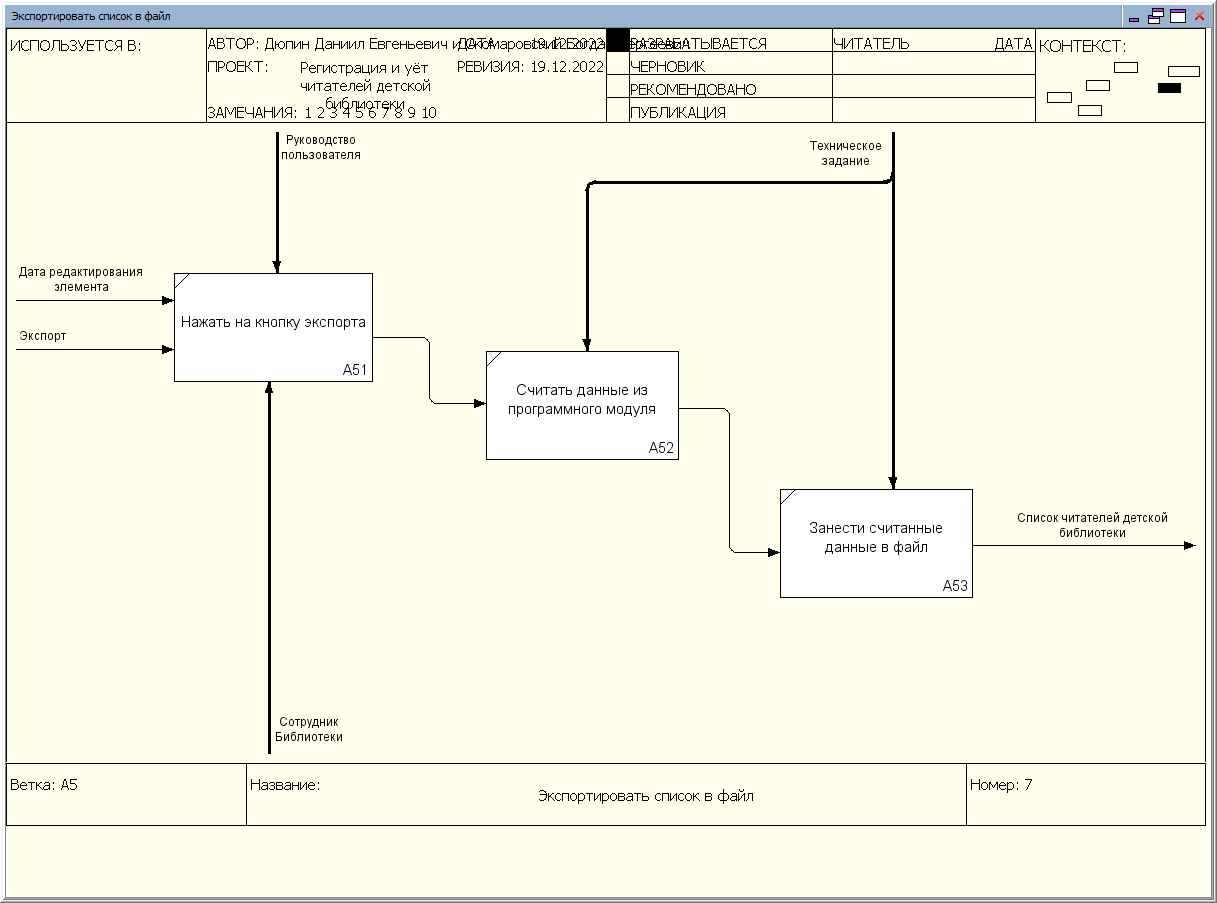 Экспортировать список в файл
ИСПОЛЬЗУЕТСЯ В:
АВТОР: Дюпин Даниил Евгеньевич и
ДАТА: 19.12.2022
РАЗРАБАТЫВАЕТСЯ
ЧИТАТЕЛЬ
ДАТА
КОНТЕКСТ:
ПРОЕКТ:
Регистрация и уёт
читателей детской
библиотеки
РЕВИЗИЯ: 19.12.2022
ЧЕРНОВИК
РЕКОМЕНДОВАНО
ЗАМЕЧАНИЯ: 1 2 3 4 5 6 7 8 9 10
ПУБЛИКАЦИЯ
Руководство
пользователя
Техническое
задание
Дата редактирования
элемента
Экспорт
Нажать на кнопку экспорта
A51
Считать данные из
программного модуля
A52
Занести считанные
данные в файл
A53
Список читателей детской
библиотеки
Сотрудник
Библиотеки
Ветка: A5
Название:
Экспортировать список в файл
Номер: 7